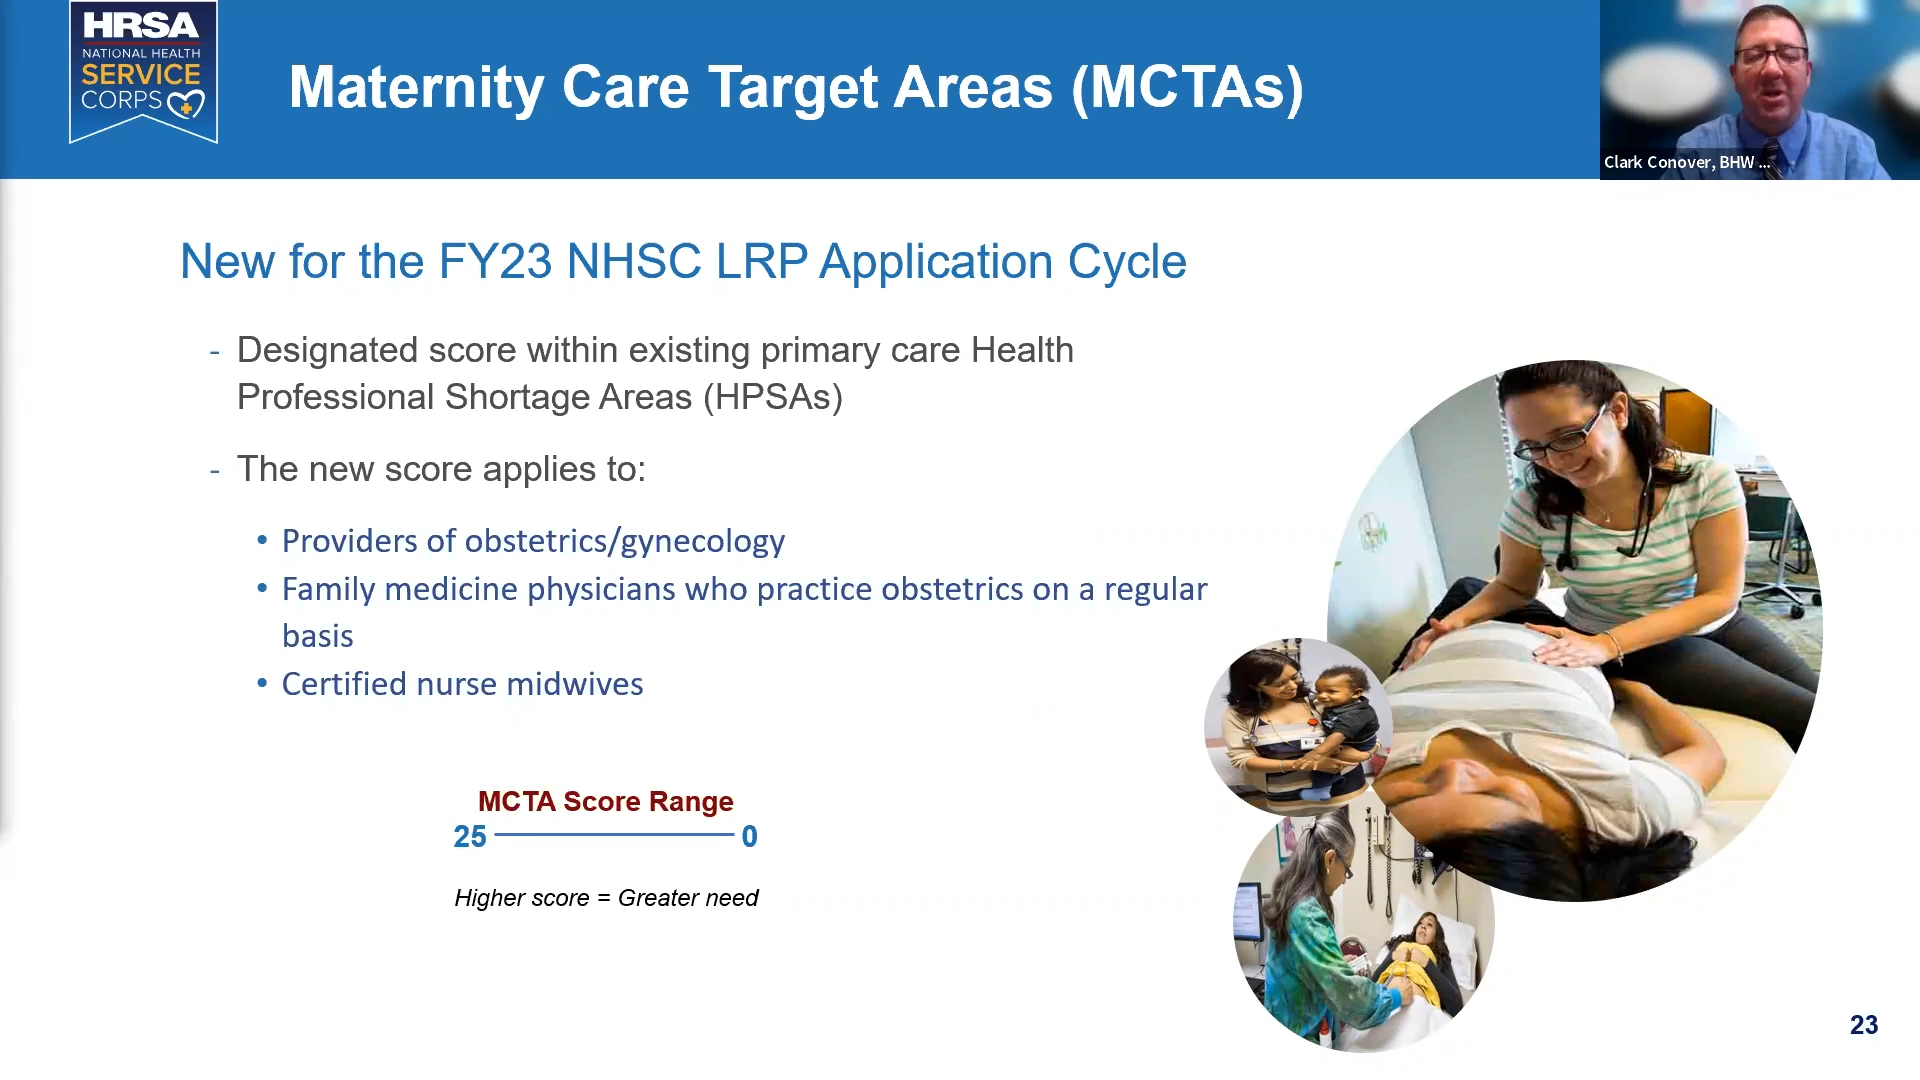 HRSA
NATIONAL HEALTH
SERVICE
CORPS
Maternity Care Target Areas (MCTAs)
Clark Conover, BHW ...
New for the FY23 NHSC LRP Application Cycle
- Designated score within existing primary care Health
Professional Shortage Areas (HPSAs)
- The new score applies to:
• Providers of obstetrics/gynecology
• Family medicine physicians who practice obstetrics on a regular
basis
• Certified nurse midwives
MCTA Score Range
25 0
Higher score = Greater need
23